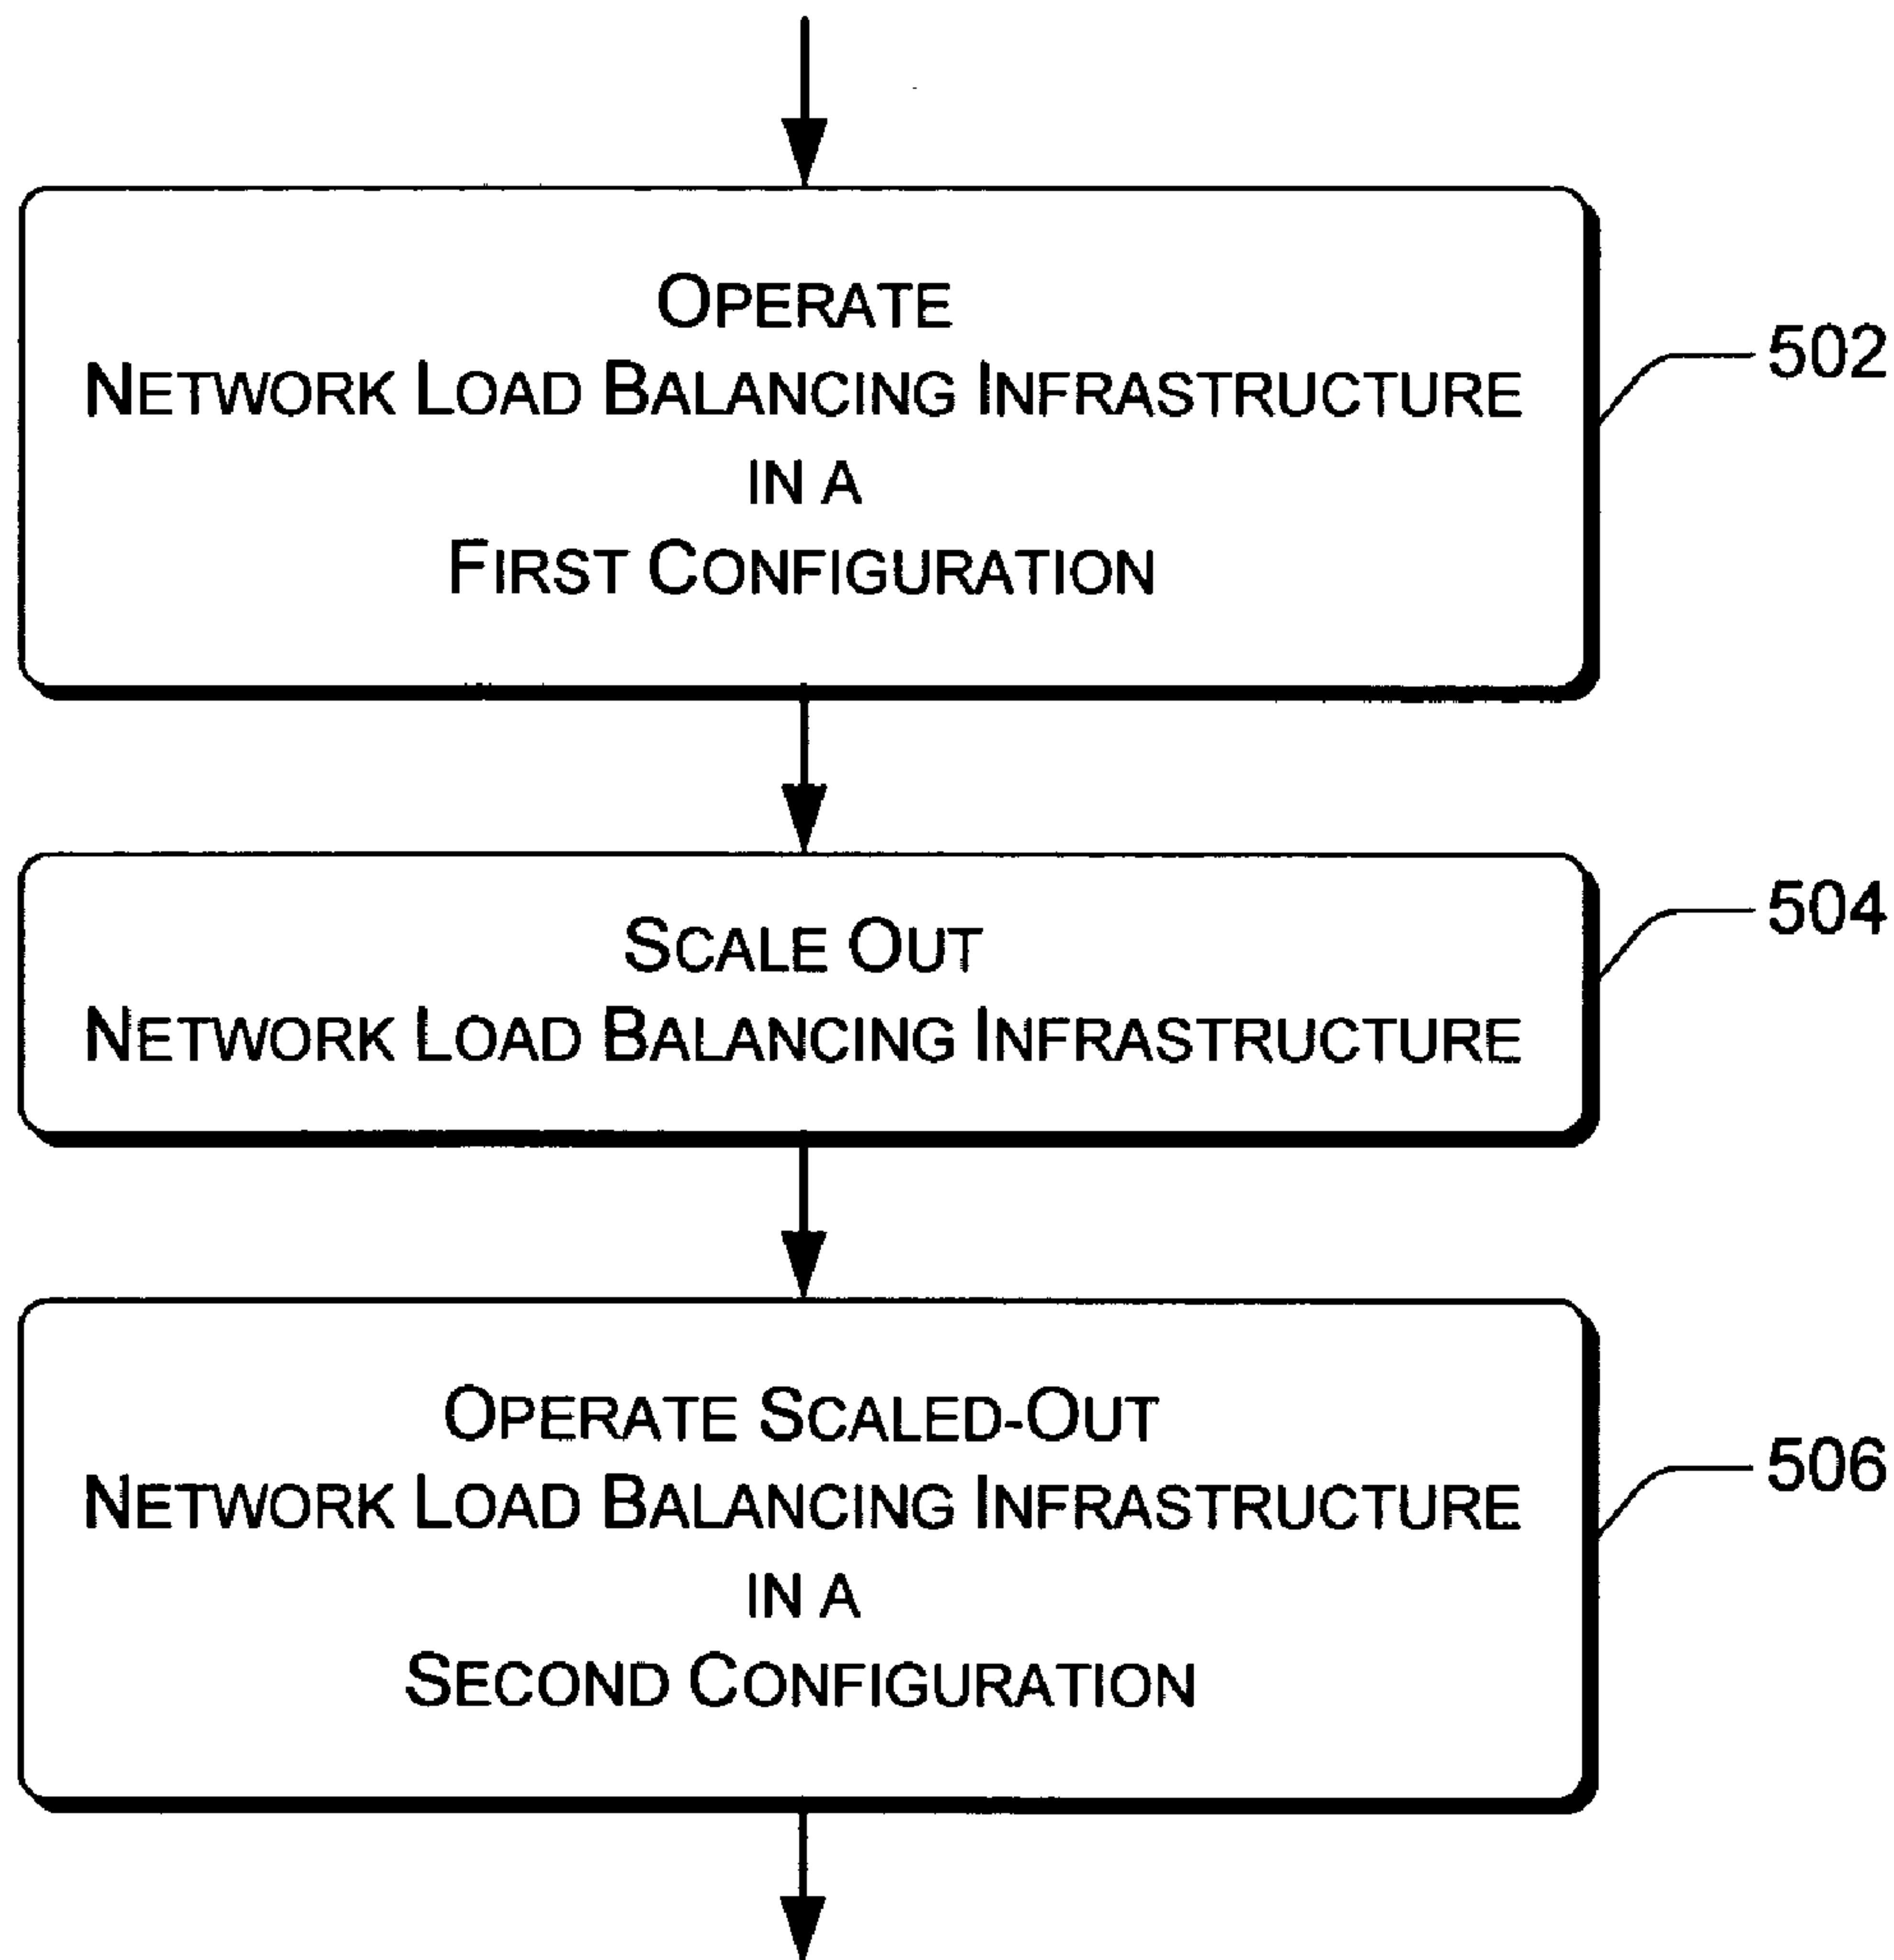 OPERATE
NETWORK LOAD BALANCING INFRASTRUCTURE
IN A
FIRST CONFIGURATION
502
SCALE OUT
NETWORK LOAD BALANCING INFRASTRUCTURE
504
OPERATE SCALED-OUT
NETWORK LOAD BALANCING INFRASTRUCTURE
IN A
SECOND CONFIGURATION
506